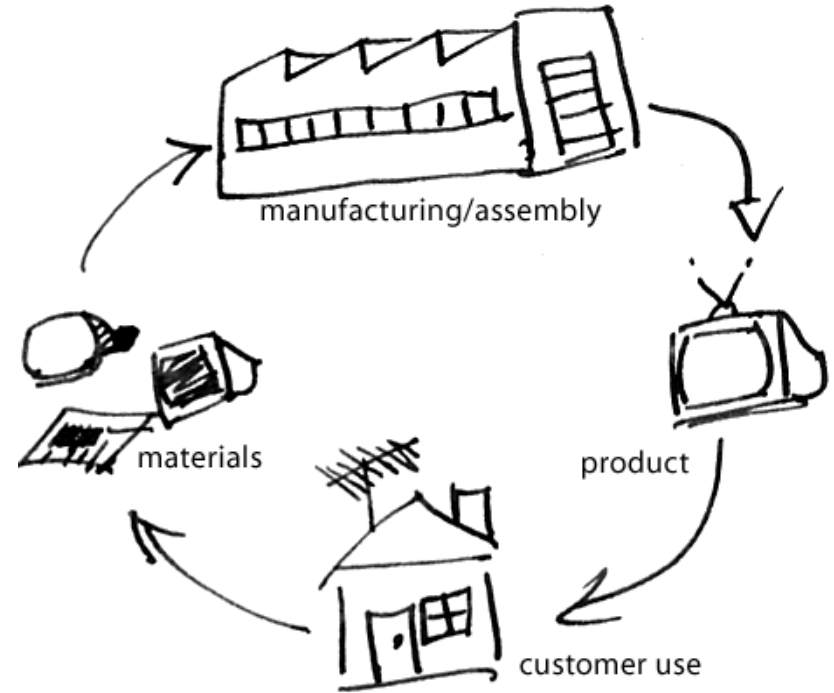 manufacturing/assembly
materials
product
customer use